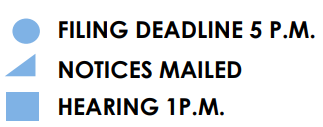 FILING DEADLINE 5 P.M.
NOTICES MAILED
HEARING 1P.M.